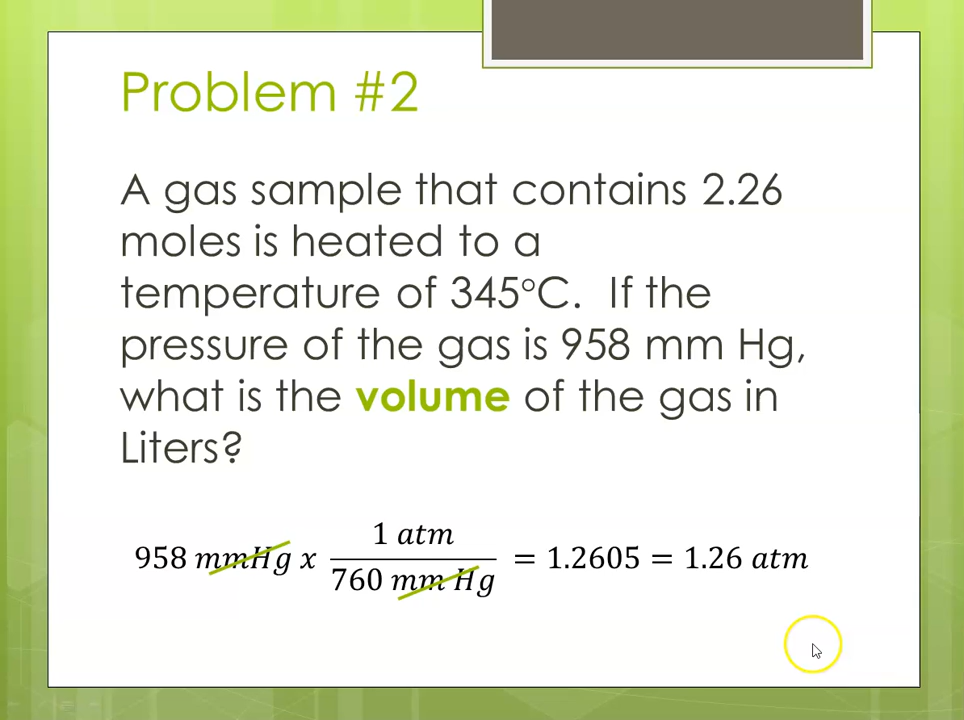 Problem #2
A gas sample that contains 2.26
moles is heated to a
temperature of 345°C.  If the
pressure of the gas is 958 mm Hg,
what is the volume of the gas in
Liters?
958 mmHg x 1 atm / 760 mm Hg = 1.2605 = 1.26 atm